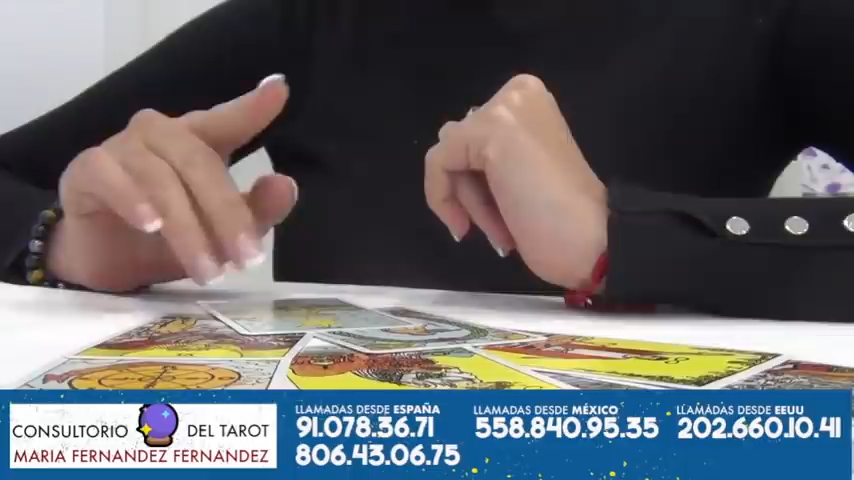 CONSULTORIO DEL TAROT
MARIA FERNANDEZ FERNÁNDEZ
LLAMADAS DESDE ESPAÑA
91.078.36.71
806.43.06.75
LLAMADAS DESDE MÉXICO
558.840.95.35
LLAMADAS DESDE EEUU
202.660.10.41